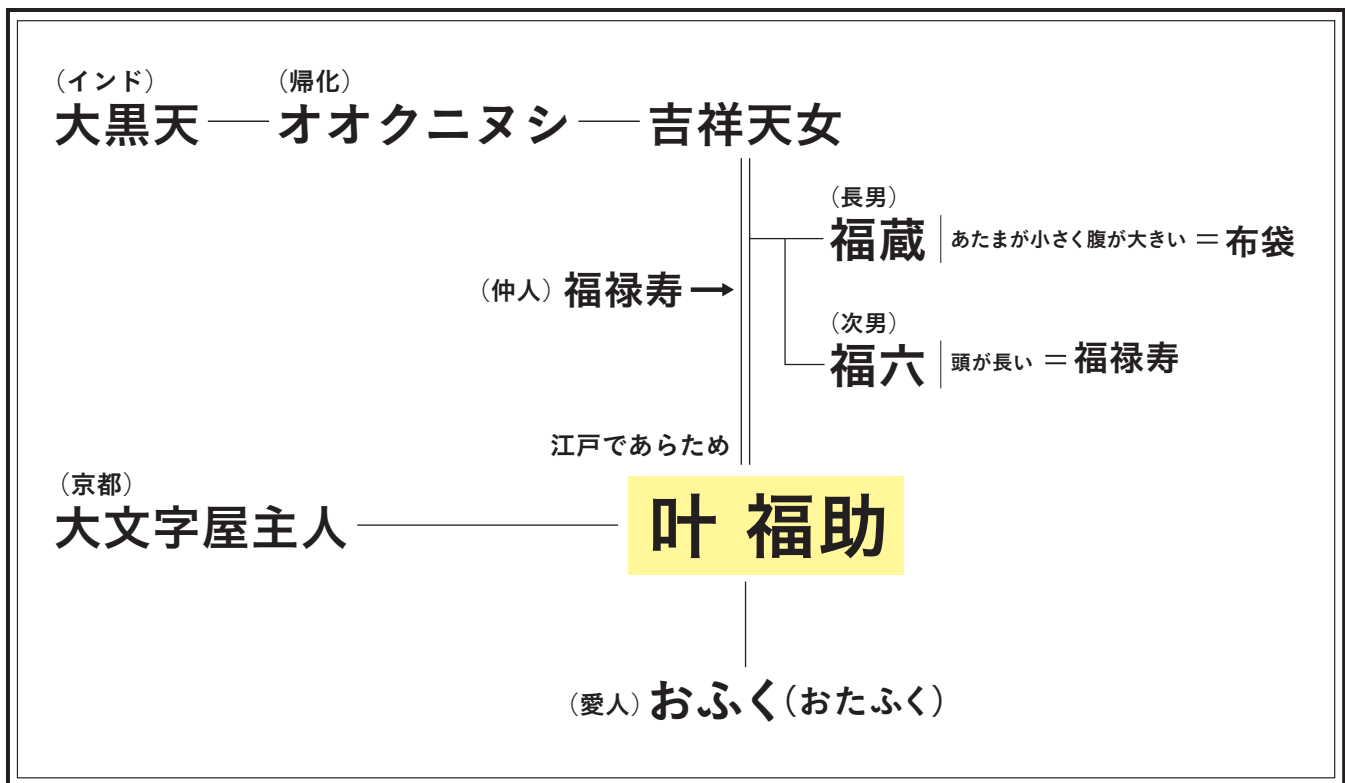 （インド）
（帰化）
大黒天
オオクニヌシ
吉祥天女
（長男）
福蔵
あたまが小さく腹が大きい ＝ 布袋
（仲人）福禄寿
（次男）
福六
頭が長い ＝ 福禄寿
江戸であらため
（京都）
大文字屋主人
叶 福助
（愛人）おふく（おたふく）